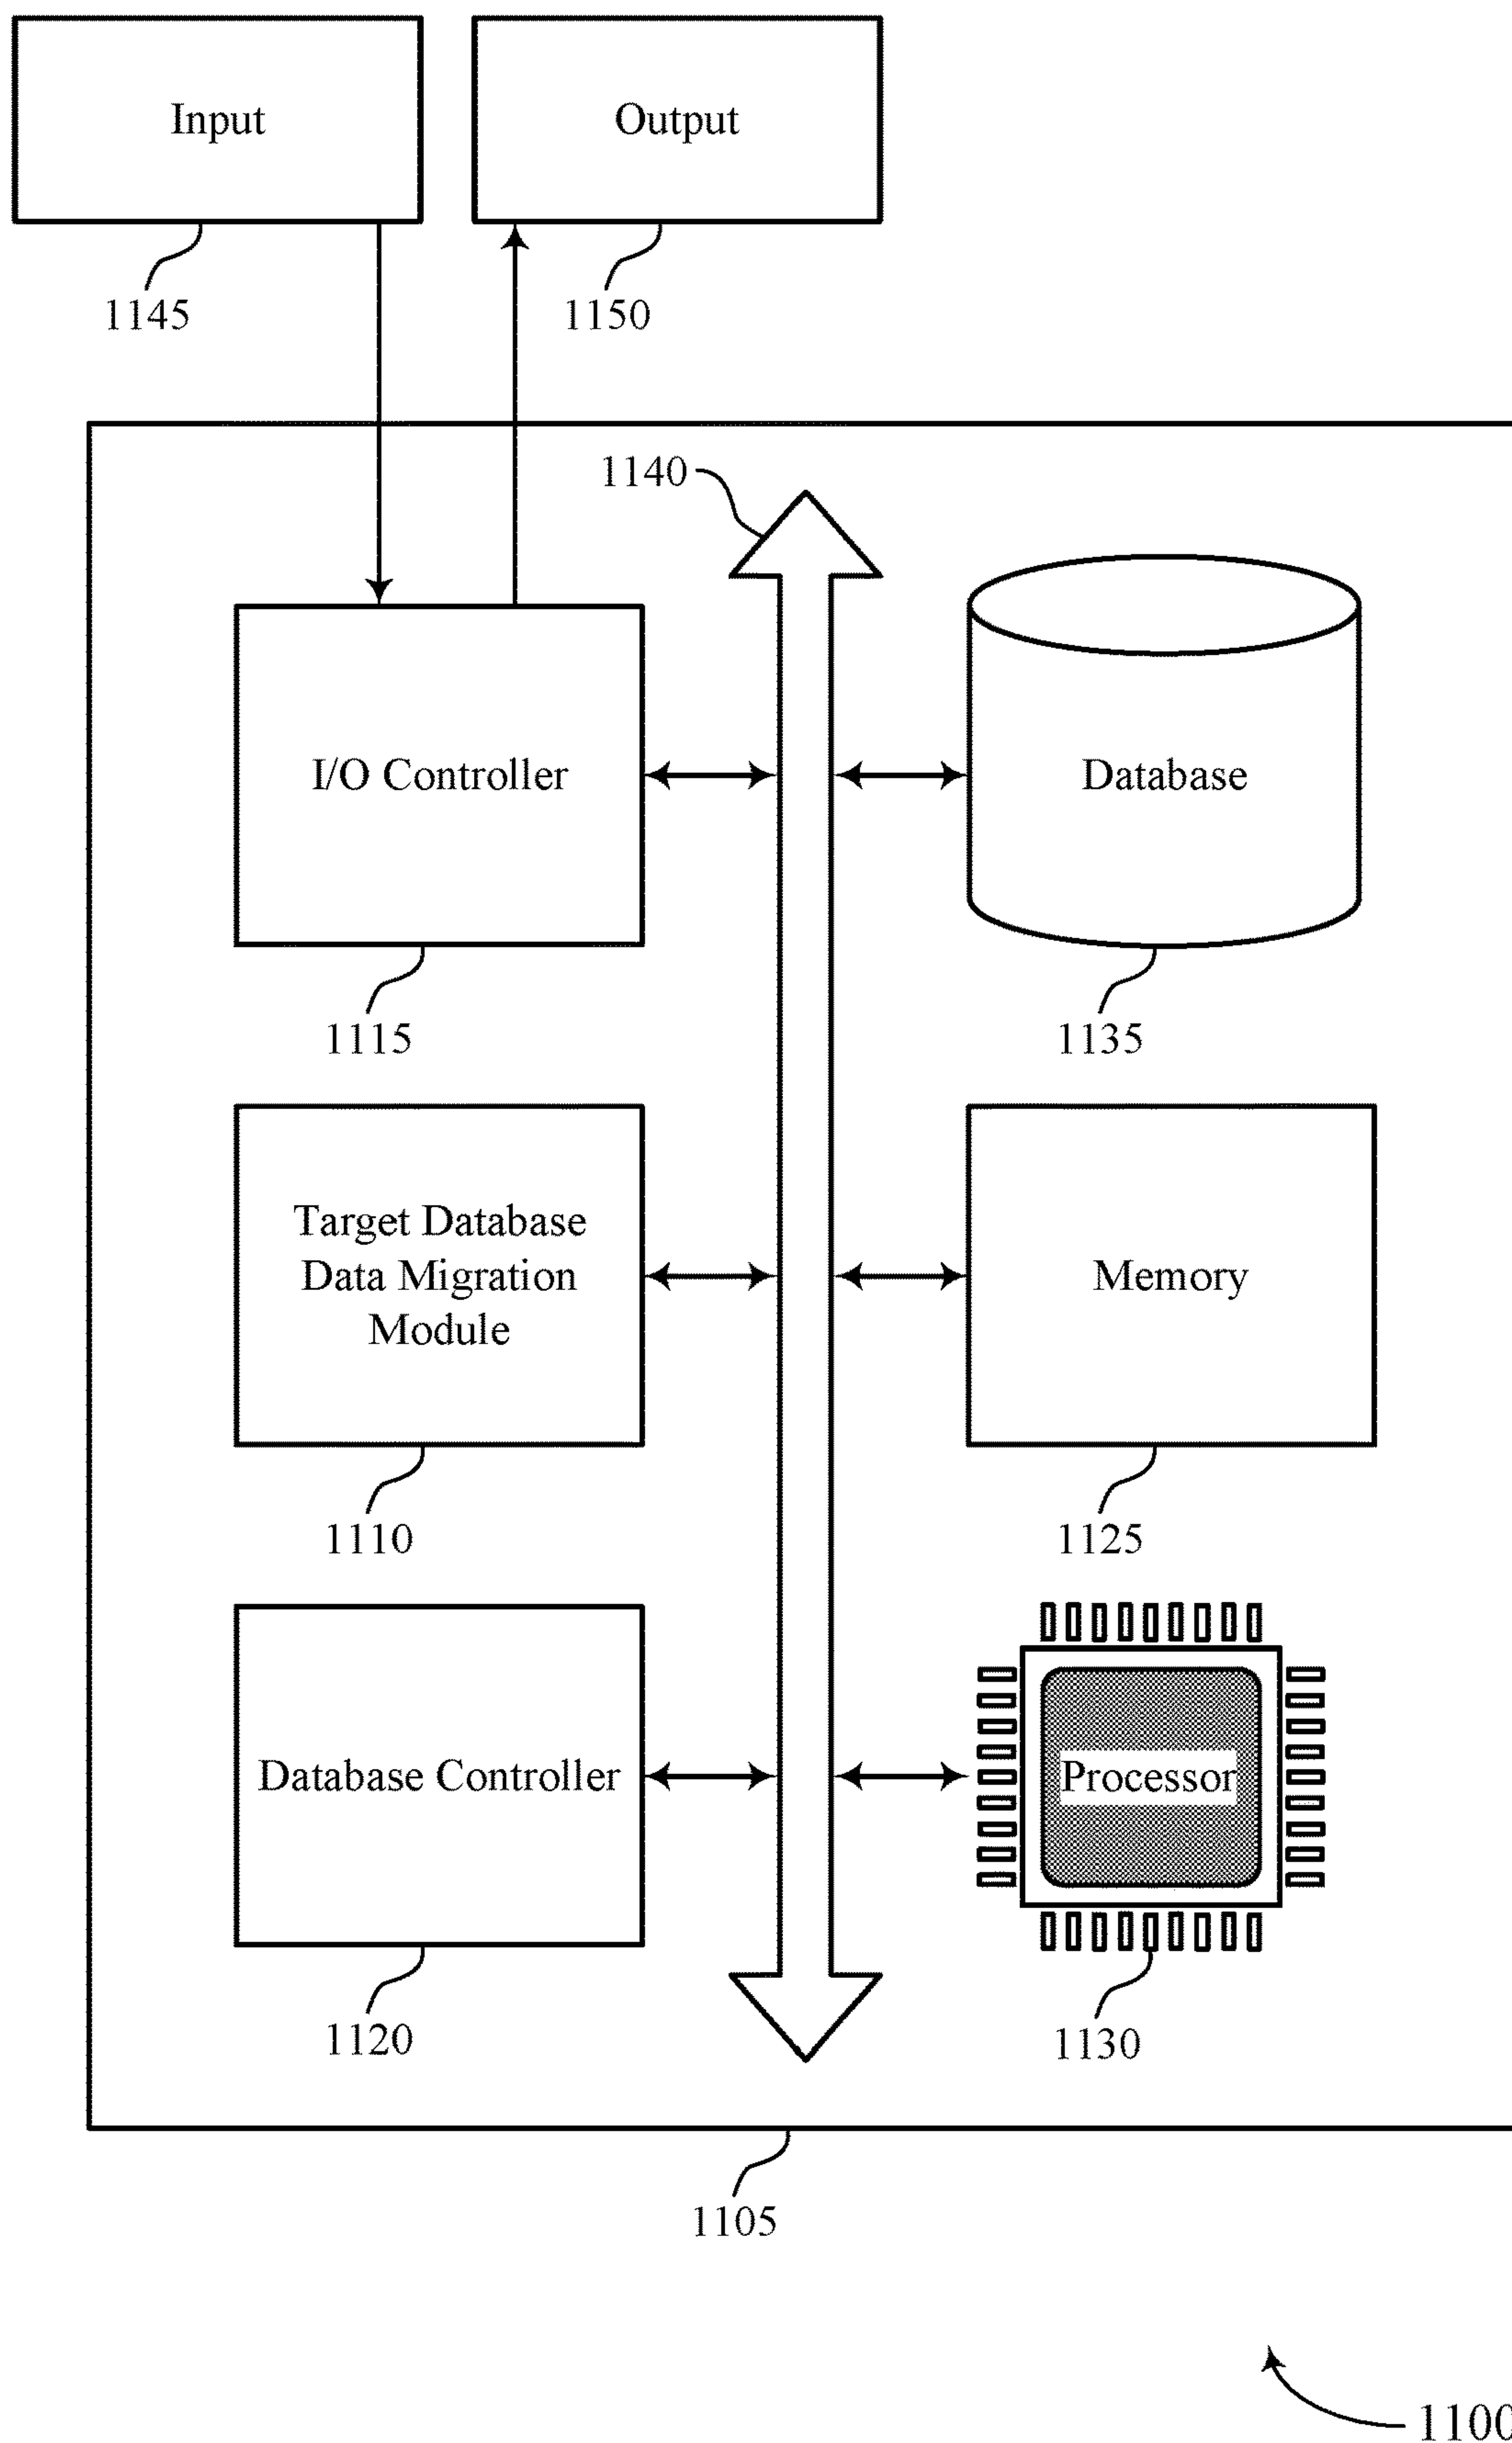 Input
Output
1145
1150
1140
I/O Controller
Database
1115
1135
Target Database
Data Migration
Module
Memory
1110
1125
Database Controller
Processor
1120
1130
1105
1100